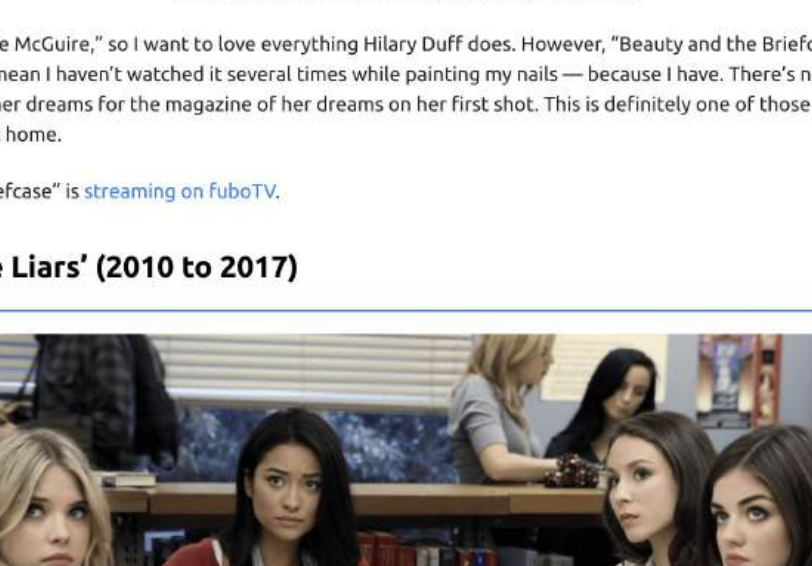 e McGuire,” so I want to love everything Hilary Duff does. However, “Beauty and the Briefc
mean I haven’t watched it several times while painting my nails — because I have. There’s n
her dreams for the magazine of her dreams on her first shot. This is definitely one of those
home.
efcase” is streaming on fuboTV.
e Liars’ (2010 to 2017)